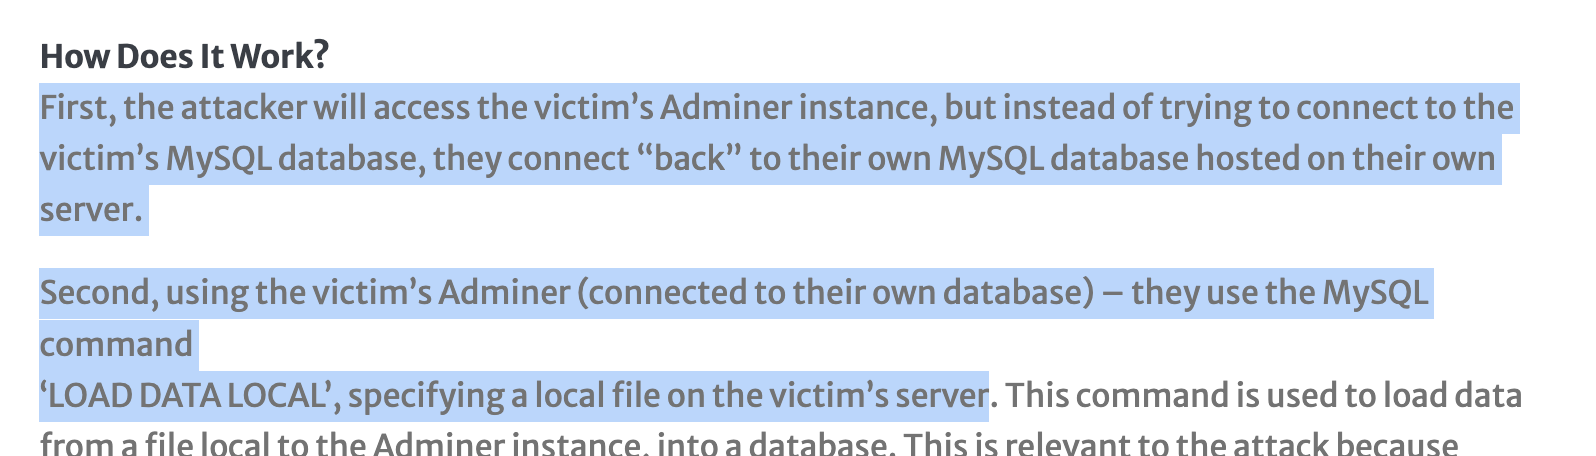 How Does It Work?
First, the attacker will access the victim’s Adminer instance, but instead of trying to connect to the
victim’s MySQL database, they connect “back” to their own MySQL database hosted on their own
server.
Second, using the victim’s Adminer (connected to their own database) – they use the MySQL
command
‘LOAD DATA LOCAL’, specifying a local file on the victim’s server. This command is used to load data
from a file local to the Adminer instance, into a database. This is relevant to the attack because